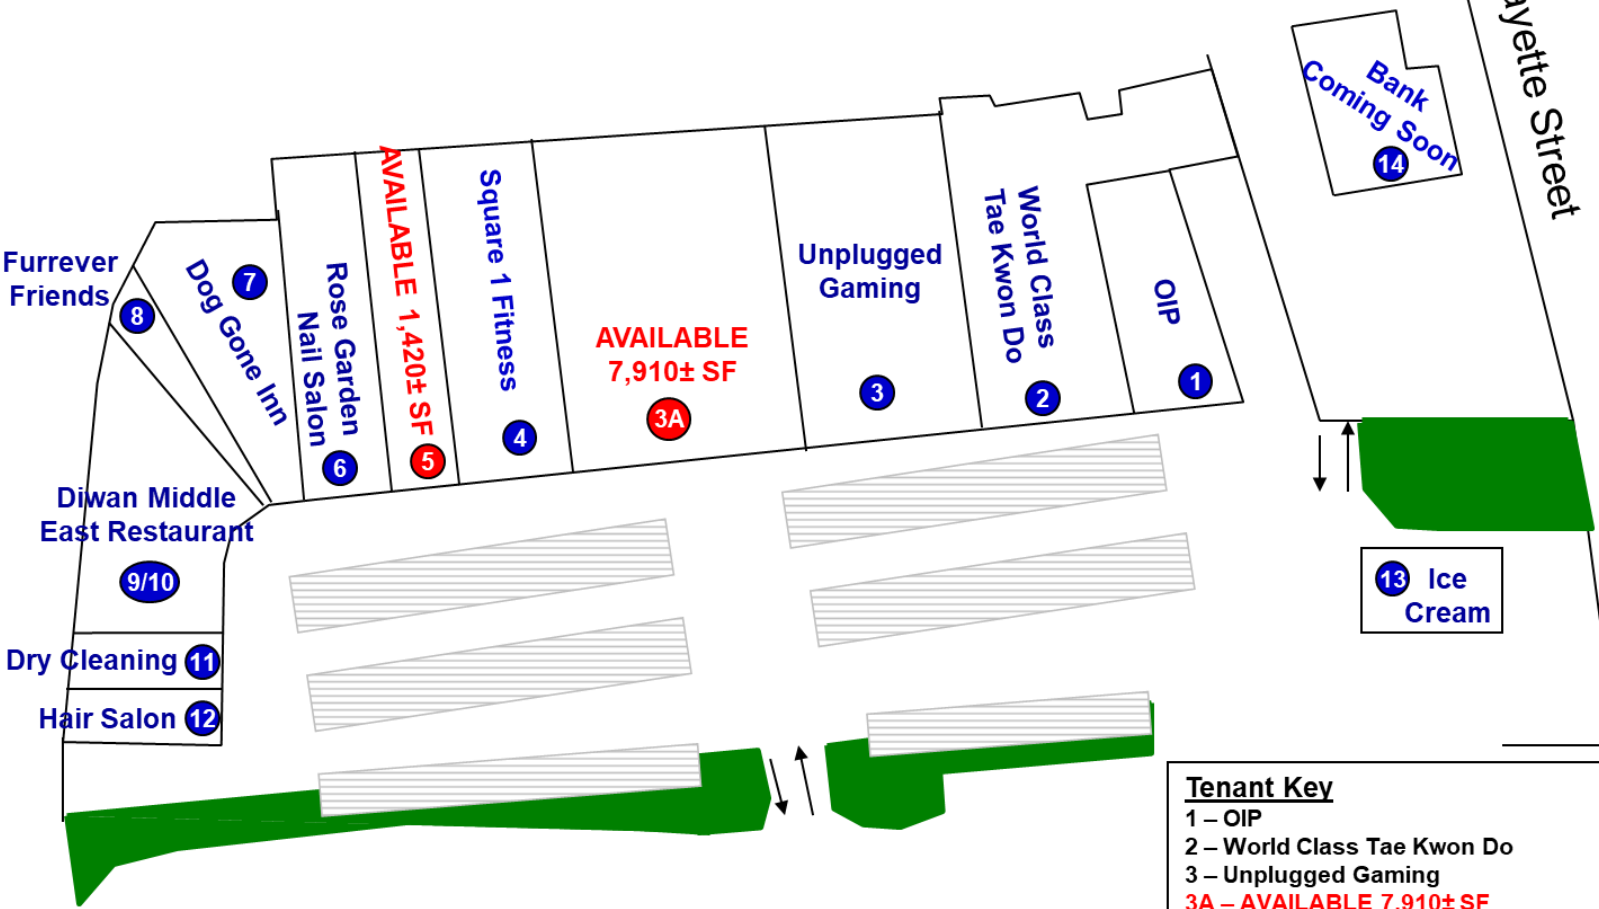 ayette Street
Bank
Coming Soon
14
AVAILABLE 1,420± SF
5
Square 1 Fitness
4
World Class
Tae Kwon Do
2
Unplugged
Gaming
3
OIP
1
Furrever
Friends
8
7
Dog Gone Inn
Rose Garden
Nail Salon
6
AVAILABLE
7,910± SF
3A
Diwan Middle
East Restaurant
9/10
Dry Cleaning 11
Hair Salon 12
13 Ice
Cream
Tenant Key
1 – OIP
2 – World Class Tae Kwon Do
3 – Unplugged Gaming
3A – AVAILABLE 7,910± SF